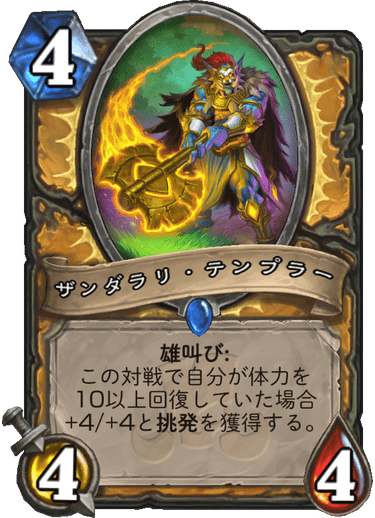 4
ザンダラリ・テンプラー
雄叫び:
この対戦で自分が体力を
10以上回復していた場合
+4/+4と挑発を獲得する。
4
4